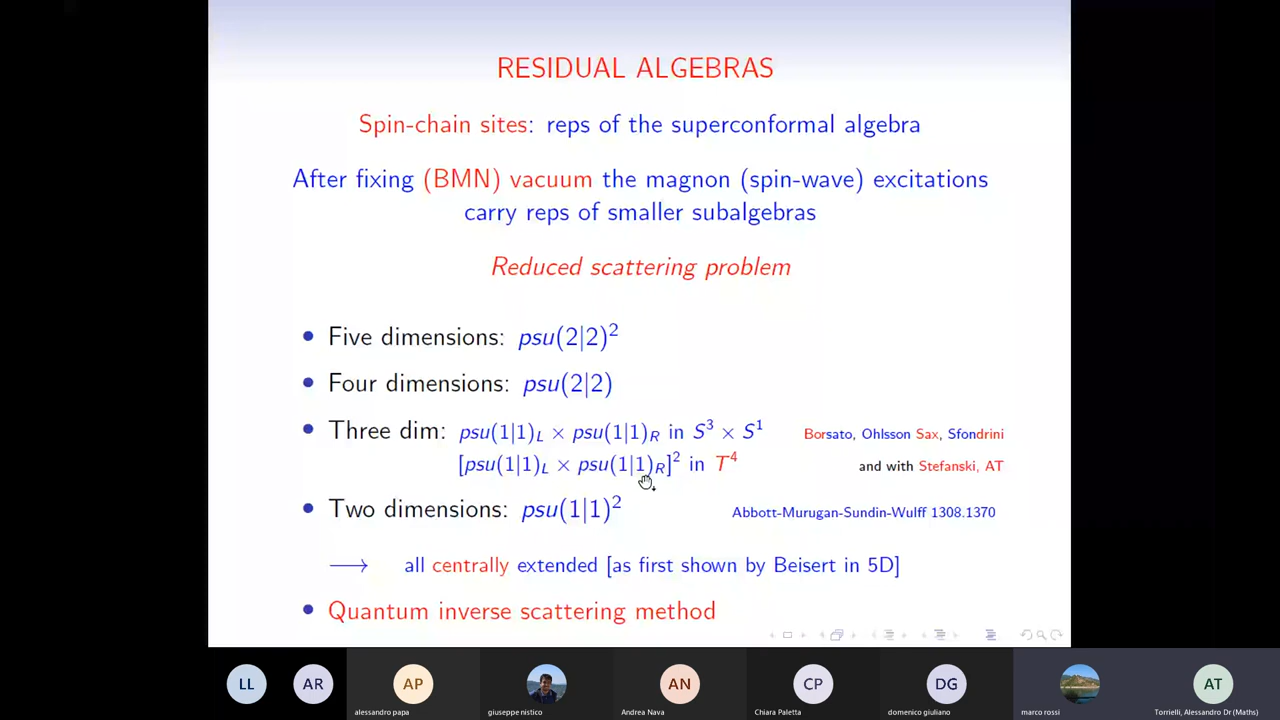 RESIDUAL ALGEBRAS
Spin-chain sites: reps of the superconformal algebra
After fixing (BMN) vacuum the magnon (spin-wave) excitations
carry reps of smaller subalgebras
Reduced scattering problem
• Five dimensions: psu(2|2)²
• Four dimensions: psu(2|2)
• Three dim: psu(1|1)_L × psu(1|1)_R in S³ × S¹ Borsato, Ohlsson Sax, Sfondrini
[psu(1|1)_L × psu(1|1)_R]² in T⁴ and with Stefanski, AT
• Two dimensions: psu(1|1)² Abbott-Murugan-Sundin-Wulff 1308.1370
⟶ all centrally extended [as first shown by Beisert in 5D]
• Quantum inverse scattering method
LL AR AP AN CP DG AT
alessandro papa giuseppe nistico Andrea Nava Chiara Paletta domenico giuliano marco rossi Torrielli, Alessandro Dr (Maths)